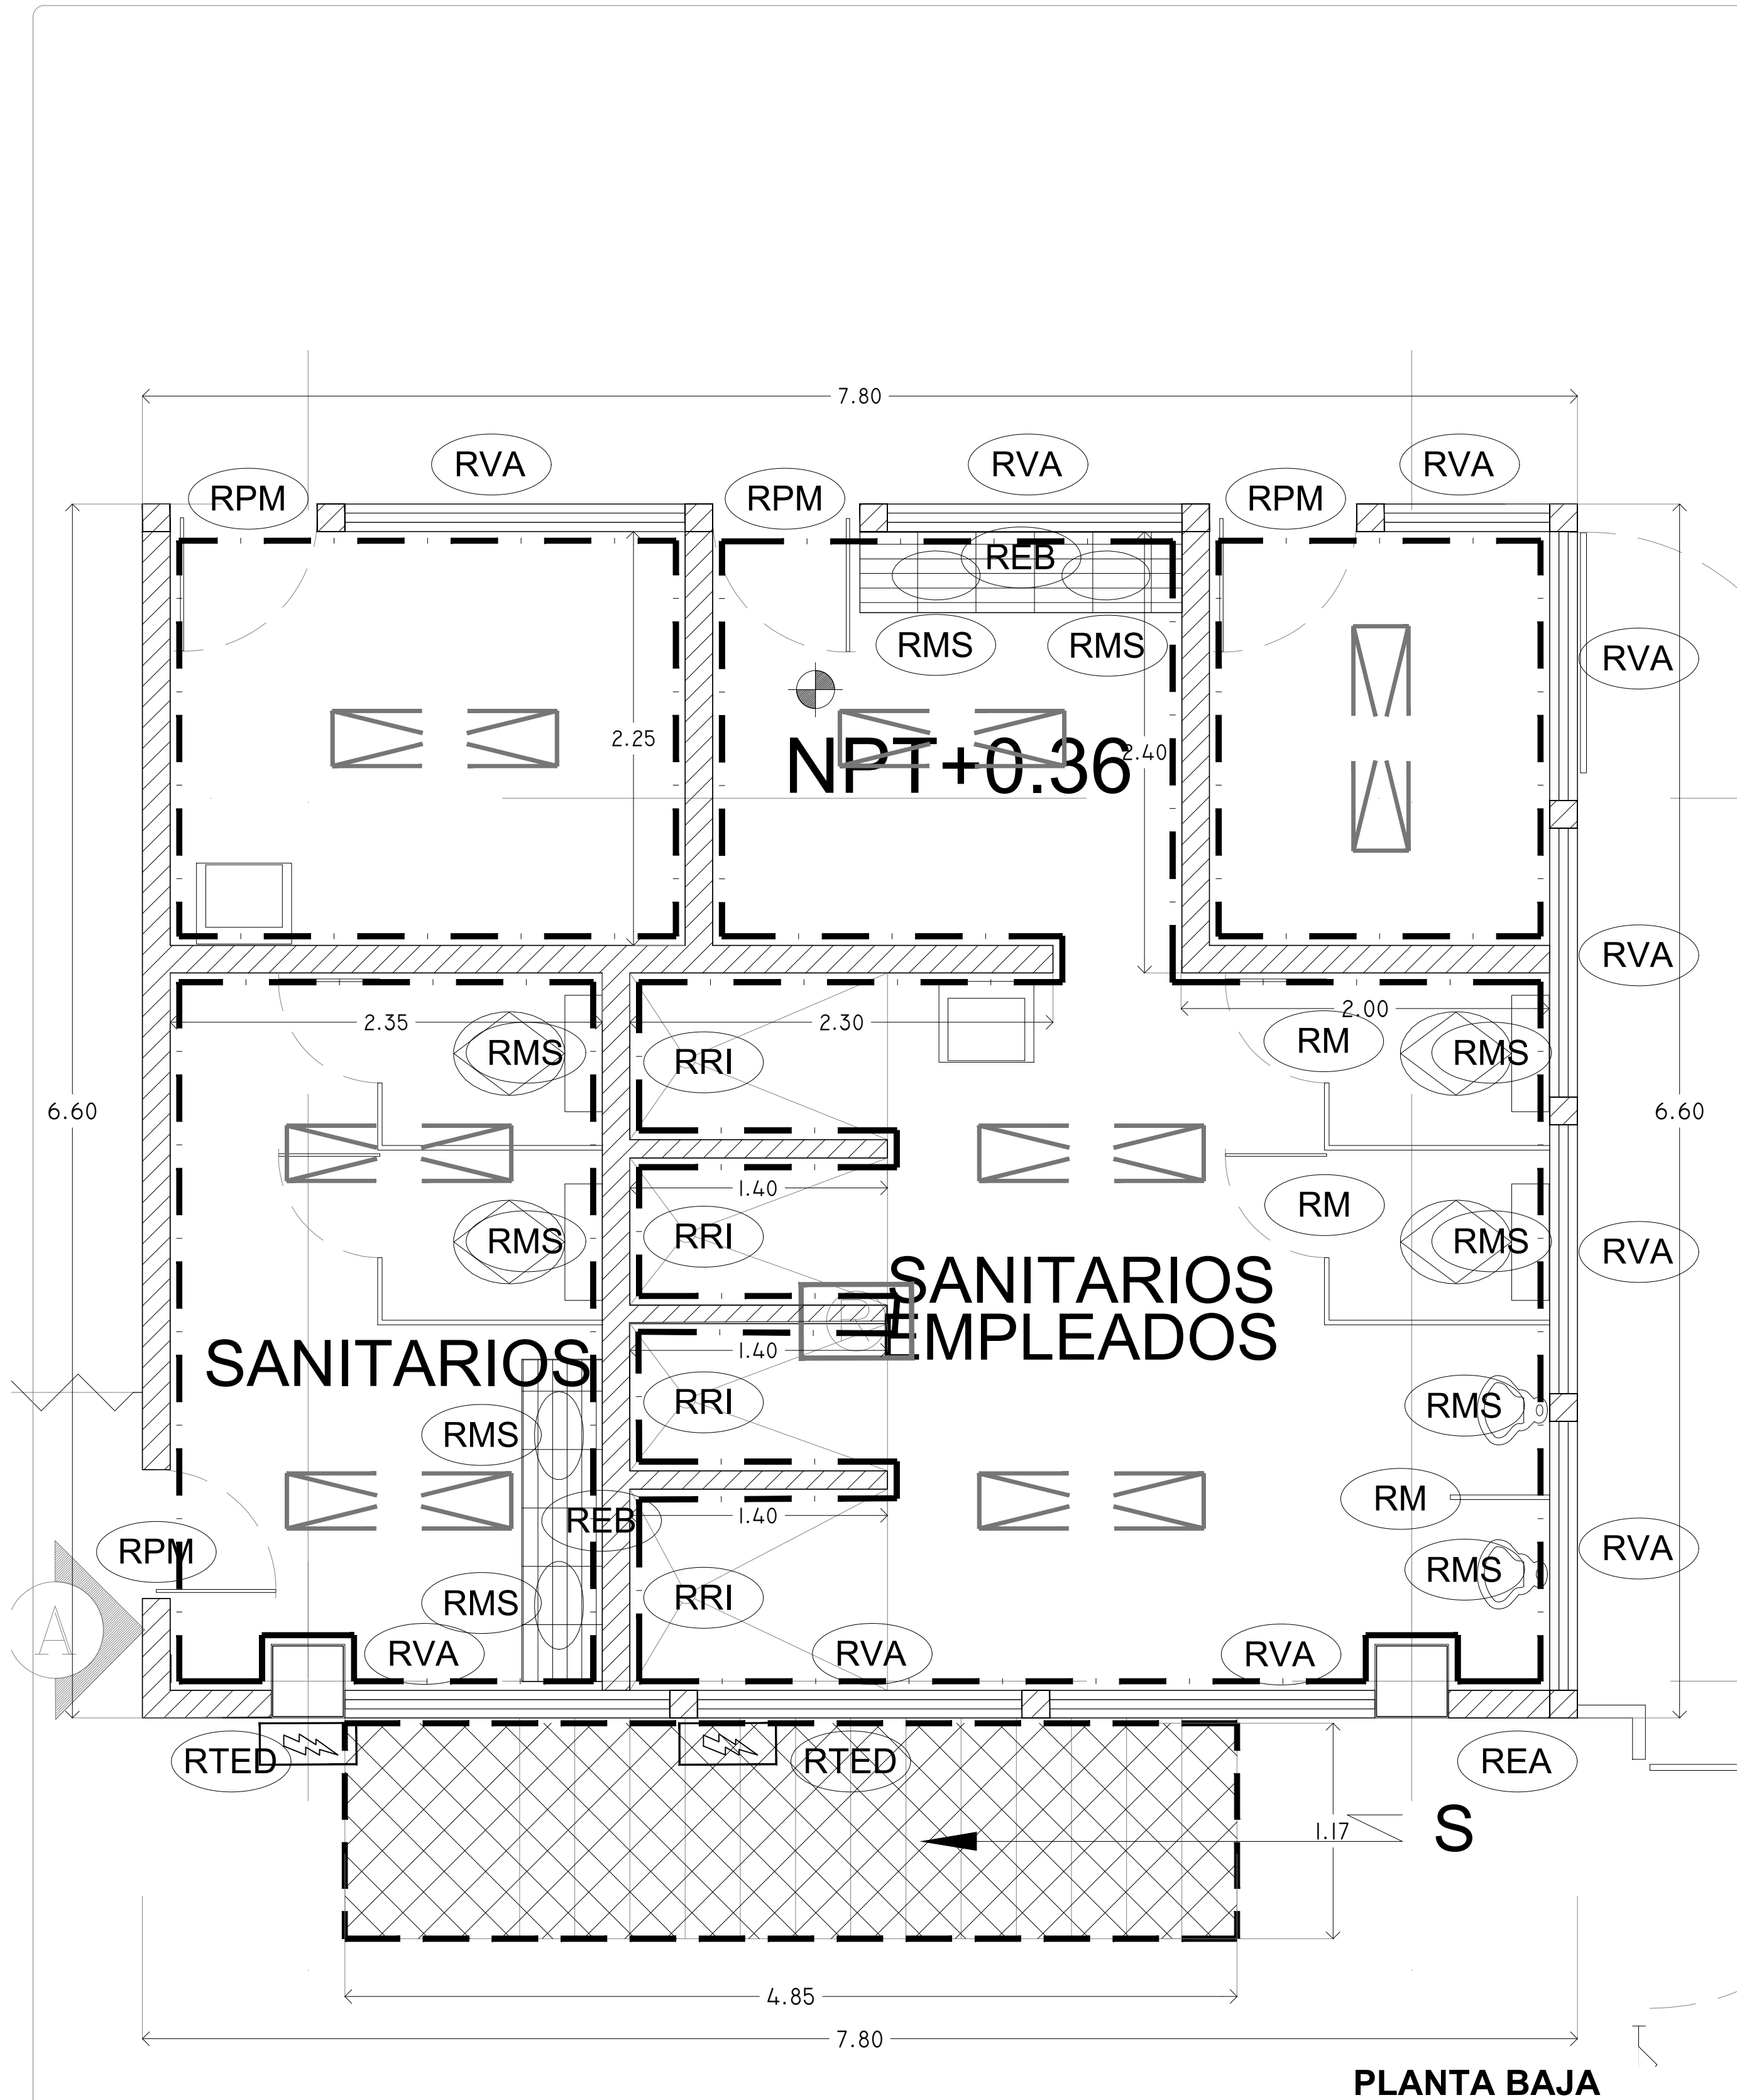 7.80
RVA
RVA
RVA
RPM
RPM
RPM
REB
RMS
RMS
RVA
2.25
2.40
NPT+0.36
RVA
2.35
2.30
2.00
RMS
RRI
RM
RMS
6.60
6.60
1.40
RM
RMS
RRI
RMS
RVA
SANITARIOS
EMPLEADOS
R
1.40
SANITARIOS
RRI
RMS
RMS
RM
1.40
REB
RPM
RVA
RMS
RMS
RRI
A
RVA
RVA
RVA
RTED
RTED
REA
1.17
S
4.85
7.80
PLANTA BAJA